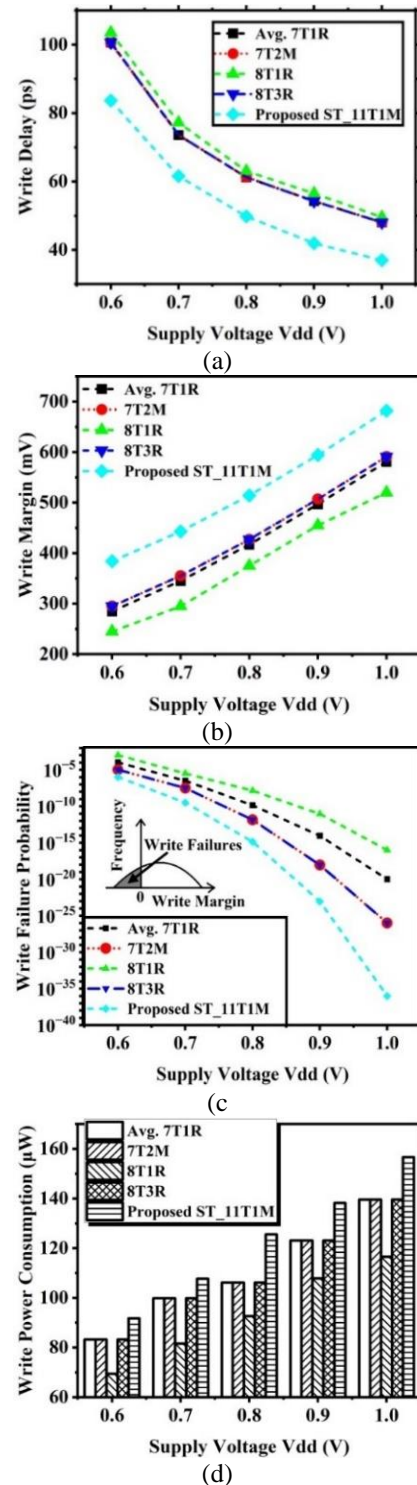 Write Delay (ps)
100
80
60
40
Avg. 7T1R
7T2M
8T1R
8T3R
Proposed ST_11T1M
0.6 0.7 0.8 0.9 1.0
Supply Voltage Vdd (V)
(a)
Write Margin (mV)
700
600
500
400
300
200
Avg. 7T1R
7T2M
8T1R
8T3R
Proposed ST_11T1M
0.6 0.7 0.8 0.9 1.0
Supply Voltage Vdd (V)
(b)
Write Failure Probability
10⁻⁵
10⁻¹⁰
10⁻¹⁵
10⁻²⁰
10⁻²⁵
10⁻³⁰
10⁻³⁵
10⁻⁴⁰
Frequency
Write Failures
0
Write Margin
Avg. 7T1R
7T2M
8T1R
8T3R
Proposed ST_11T1M
0.6 0.7 0.8 0.9 1.0
Supply Voltage Vdd (V)
(c
Write Power Consumption (µW)
160
140
120
100
80
60
Avg. 7T1R
7T2M
8T1R
8T3R
Proposed ST_11T1M
0.6 0.7 0.8 0.9 1.0
Supply Voltage Vdd (V)
(d)